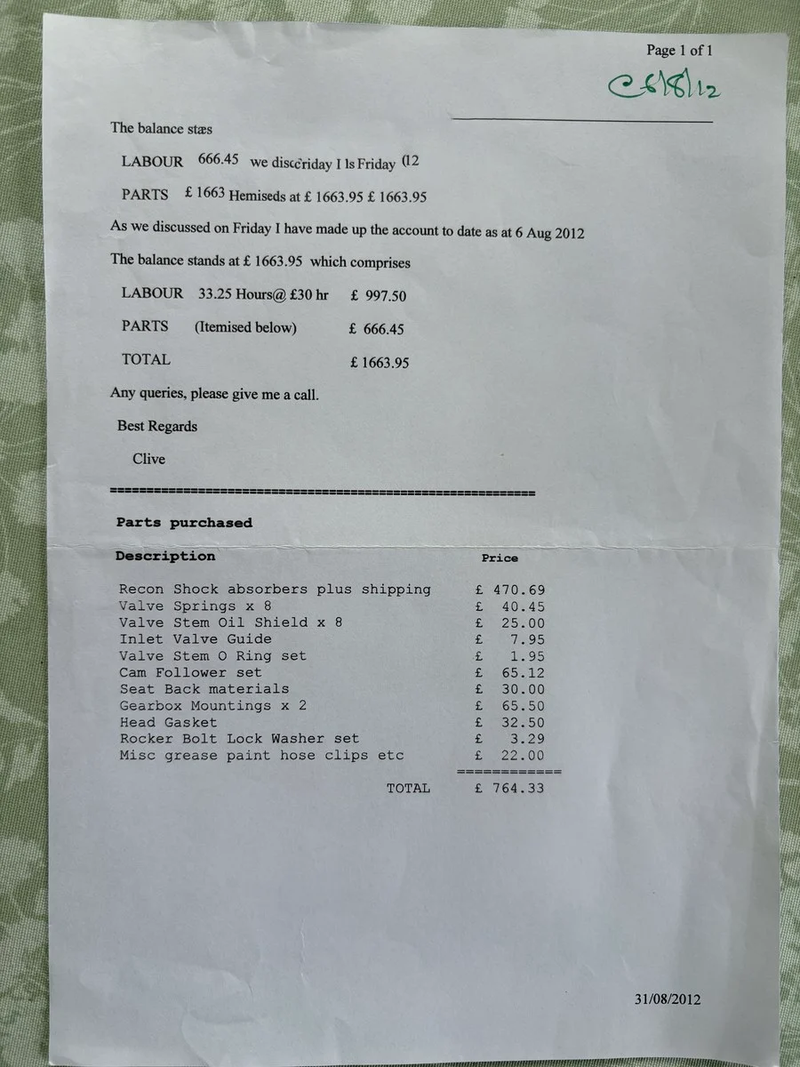 Page 1 of 1
6/8/12
The balance stæs
LABOUR 666.45 we discc'riday I ls Friday (12
PARTS £ 1663 Hemiseds at £ 1663.95 £ 1663.95
As we discussed on Friday I have made up the account to date as at 6 Aug 2012
The balance stands at £ 1663.95 which comprises
LABOUR 33.25 Hours@ £30 hr £ 997.50
PARTS (Itemised below) £ 666.45
TOTAL £ 1663.95
Any queries, please give me a call.
Best Regards
Clive
==========================================================
Parts purchased
Description Price
Recon Shock absorbers plus shipping £ 470.69
Valve Springs x 8 £ 40.45
Valve Stem Oil Shield x 8 £ 25.00
Inlet Valve Guide £ 7.95
Valve Stem O Ring set £ 1.95
Cam Follower set £ 65.12
Seat Back materials £ 30.00
Gearbox Mountings x 2 £ 65.50
Head Gasket £ 32.50
Rocker Bolt Lock Washer set £ 3.29
Misc grease paint hose clips etc £ 22.00
============
TOTAL £ 764.33
31/08/2012